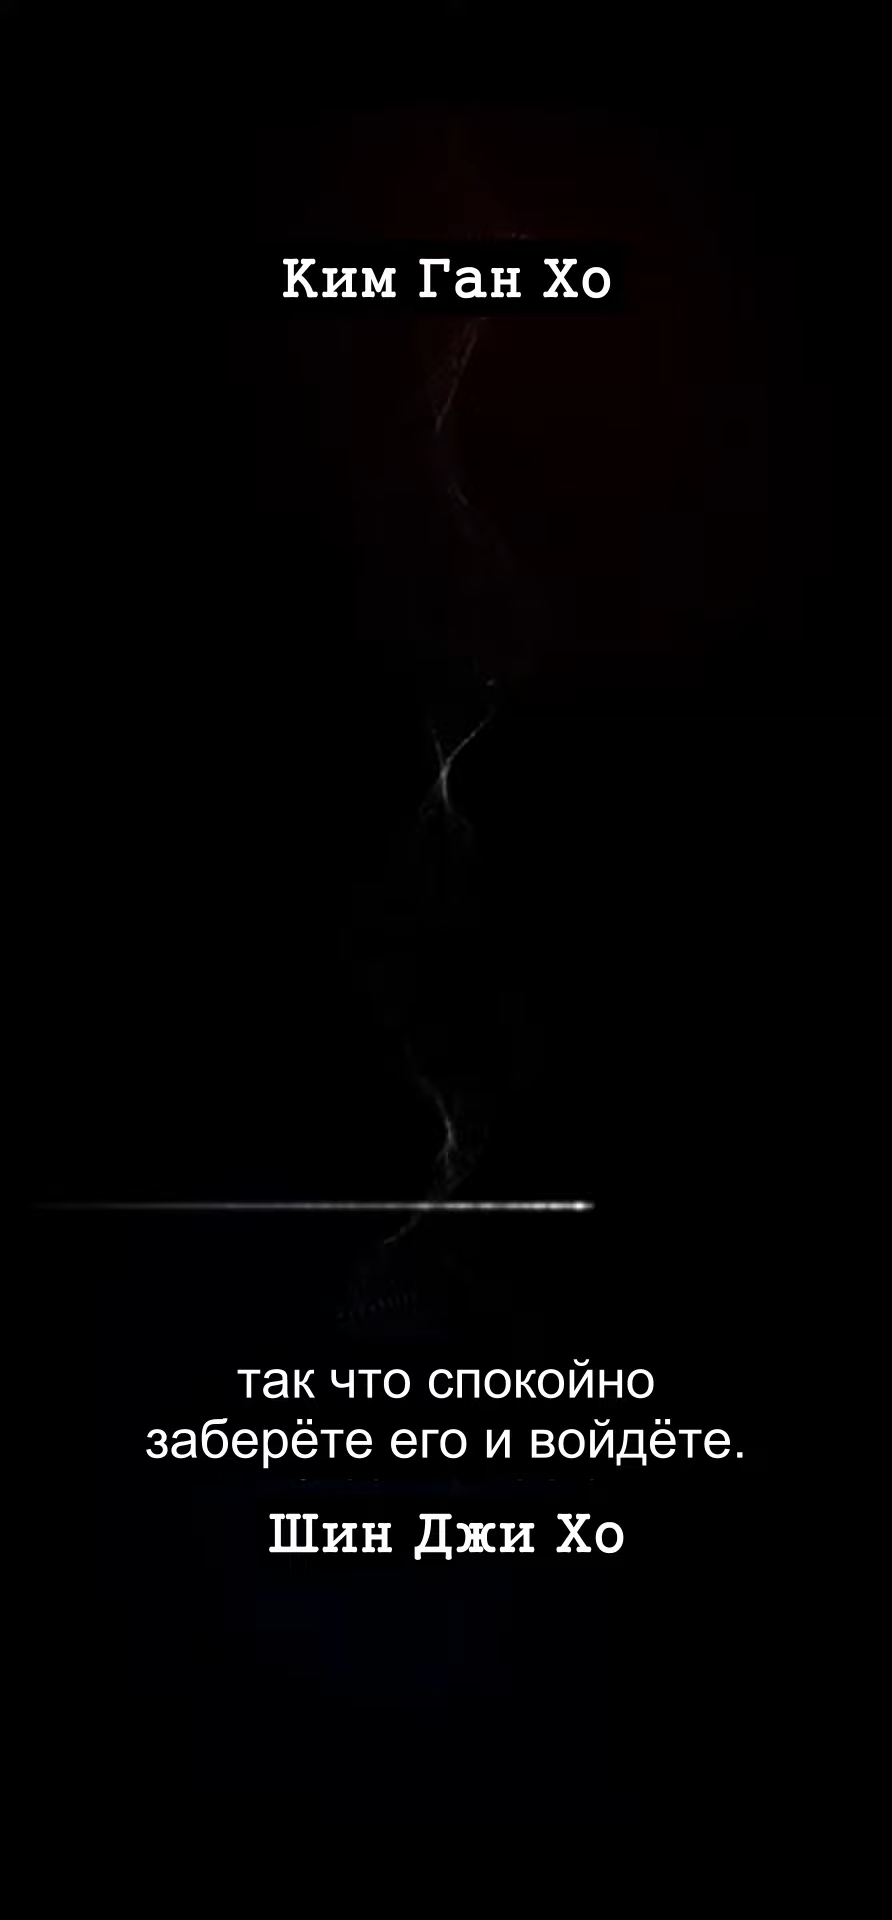 Ким Ган Хо
так что спокойно
заберёте его и войдёте.
Шин Джи Хо